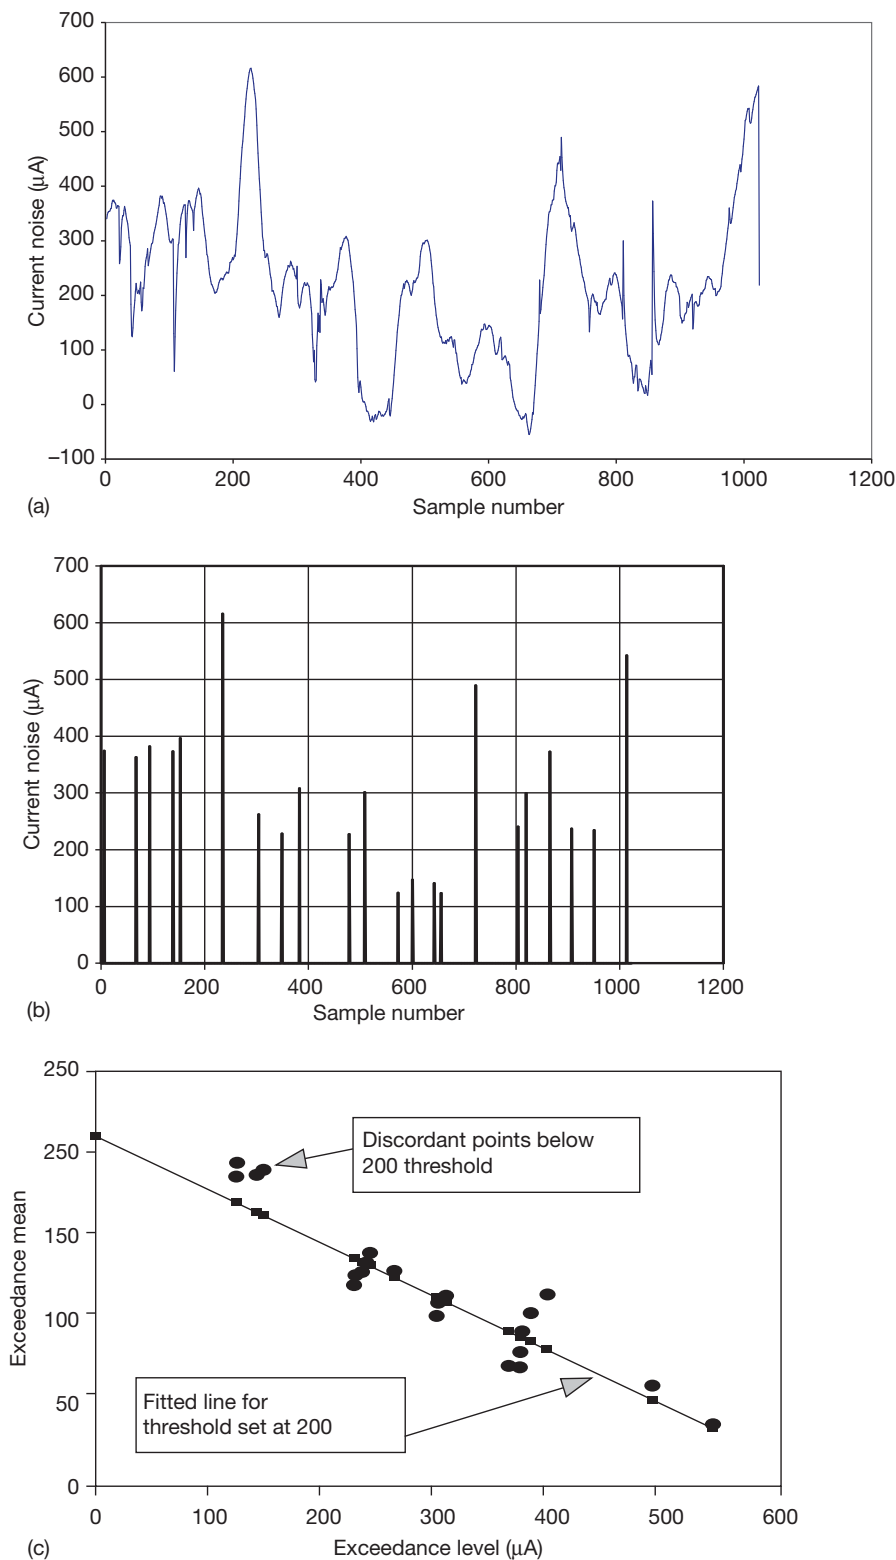 700
600
500
400
300
200
100
0
–100
Current noise (μA)
0 200 400 600 800 1000 1200
Sample number
(a)
700
600
500
400
300
200
100
0
Current noise (μA)
0 200 400 600 800 1000 1200
Sample number
(b)
250
250
150
100
50
0
Exceedance mean
Discordant points below
200 threshold
Fitted line for
threshold set at 200
0 100 200 300 400 500 600
Exceedance level (μA)
(c)